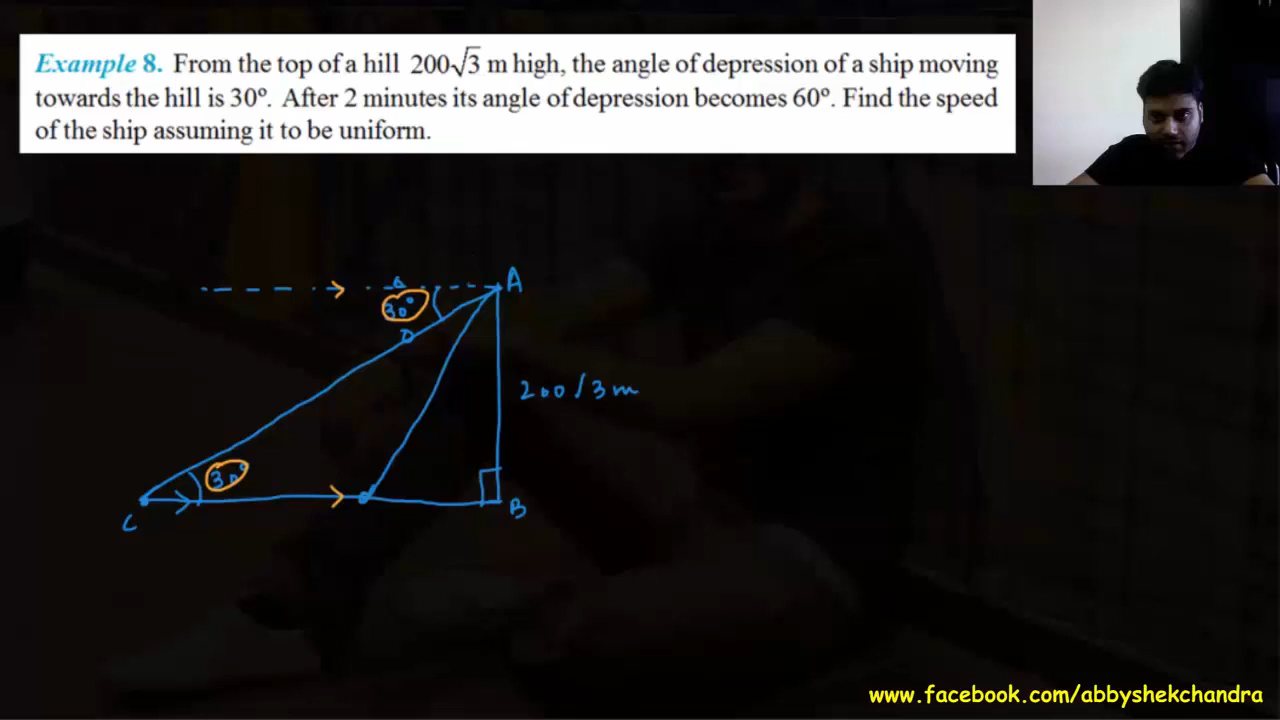 Example 8. From the top of a hill 200√3 m high, the angle of depression of a ship moving
towards the hill is 30°. After 2 minutes its angle of depression becomes 60°. Find the speed
of the ship assuming it to be uniform.
A
30°
200√3 m
30°
C
B
www.facebook.com/abbyshekchandra